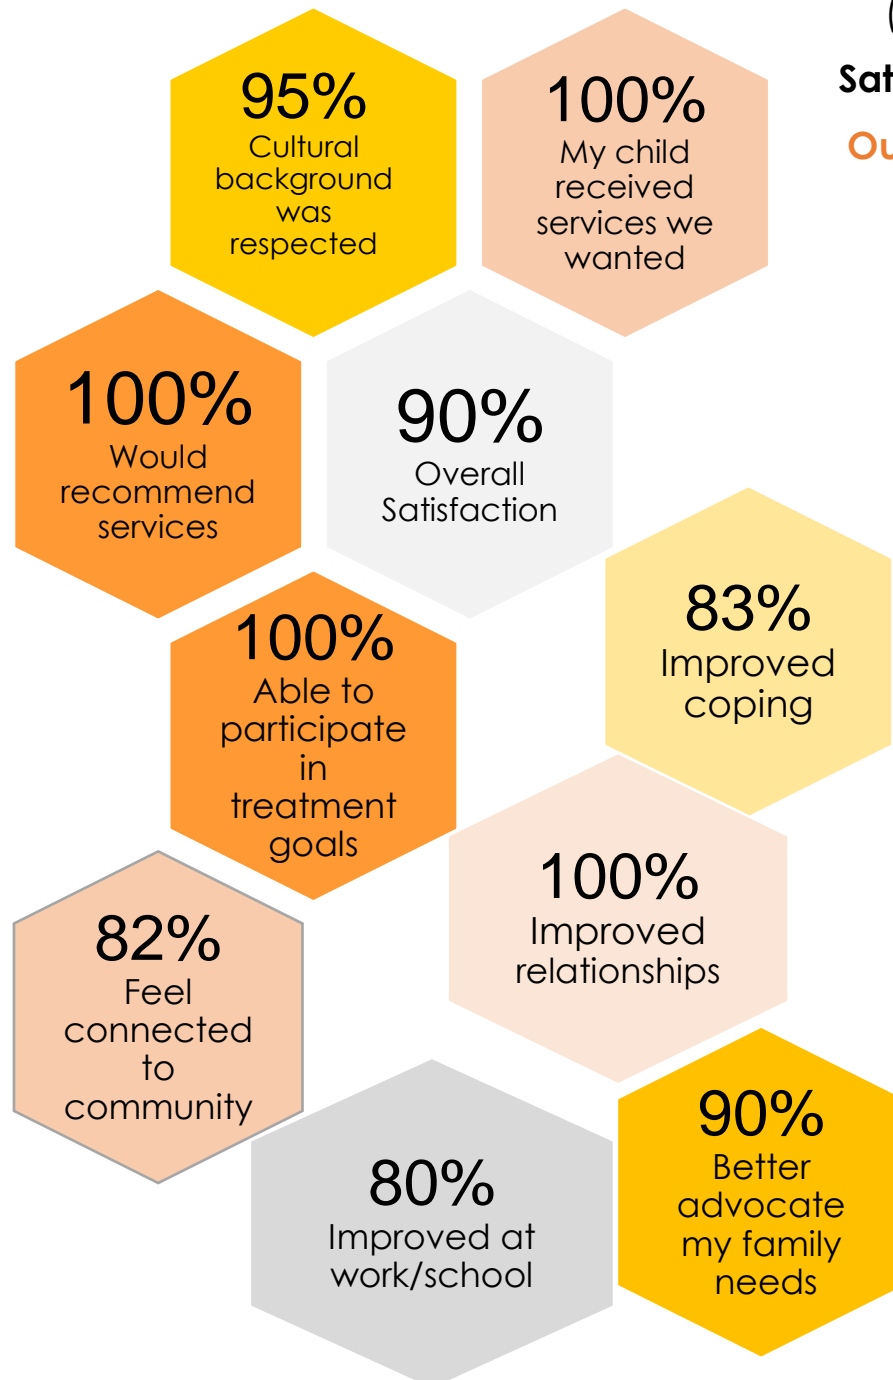 95%
Cultural
background
was
respected
100%
My child
received
services we
wanted
100%
Would
recommend
services
90%
Overall
Satisfaction
83%
Improved
coping
100%
Able to
participate
in
treatment
goals
100%
Improved
relationships
82%
Feel
connected
to
community
80%
Improved at
work/school
90%
Better
advocate
my family
needs